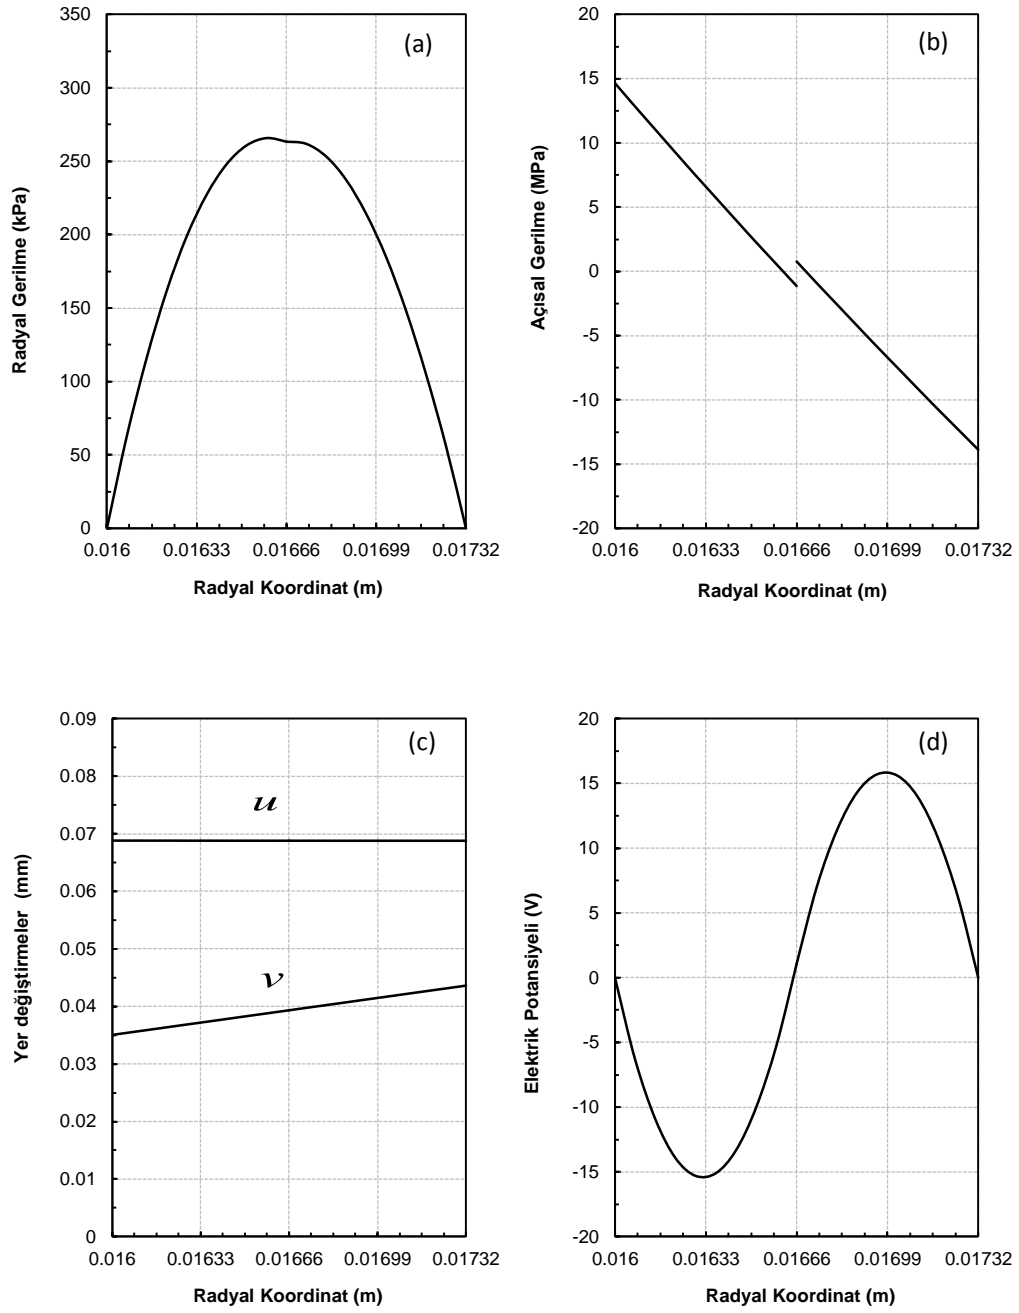 (a)
350
300
250
200
150
100
50
0
Radyal Gerilme (kPa)
0.016 0.01633 0.01666 0.01699 0.01732
Radyal Koordinat (m)
(b)
20
15
10
5
0
-5
-10
-15
-20
Açısal Gerilme (MPa)
0.016 0.01633 0.01666 0.01699 0.01732
Radyal Koordinat (m)
(c)
0.09
0.08
0.07
0.06
0.05
0.04
0.03
0.02
0.01
0
u
v
Yer değiştirmeler (mm)
0.016 0.01633 0.01666 0.01699 0.01732
Radyal Koordinat (m)
(d)
20
15
10
5
0
-5
-10
-15
-20
Elektrik Potansiyeli (V)
0.016 0.01633 0.01666 0.01699 0.01732
Radyal Koordinat (m)